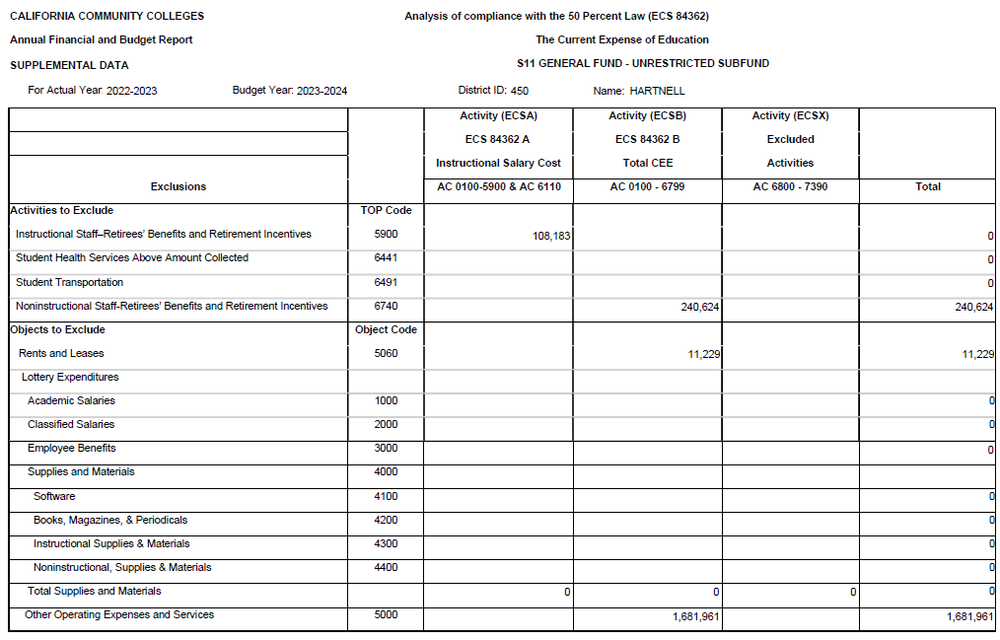 CALIFORNIA COMMUNITY COLLEGES Analysis of compliance with the 50 Percent Law (ECS 84362)
Annual Financial and Budget Report The Current Expense of Education
SUPPLEMENTAL DATA S11 GENERAL FUND - UNRESTRICTED SUBFUND
For Actual Year: 2022-2023 Budget Year: 2023-2024 District ID: 450 Name: HARTNELL
Activity (ECSA) Activity (ECSB) Activity (ECSX)
ECS 84362 A ECS 84362 B Excluded
Instructional Salary Cost Total CEE Activities
Exclusions AC 0100-5900 & AC 6110 AC 0100 - 6799 AC 6800 - 7390 Total
Activities to Exclude TOP Code
Instructional Staff–Retirees' Benefits and Retirement Incentives 5900 108,183 0
Student Health Services Above Amount Collected 6441 0
Student Transportation 6491 0
Noninstructional Staff-Retirees' Benefits and Retirement Incentives 6740 240,624 240,624
Objects to Exclude Object Code
Rents and Leases 5060 11,229 11,229
Lottery Expenditures
Academic Salaries 1000 0
Classified Salaries 2000 0
Employee Benefits 3000 0
Supplies and Materials 4000
Software 4100 0
Books, Magazines, & Periodicals 4200 0
Instructional Supplies & Materials 4300 0
Noninstructional, Supplies & Materials 4400 0
Total Supplies and Materials 0 0 0 0
Other Operating Expenses and Services 5000 1,681,961 1,681,961